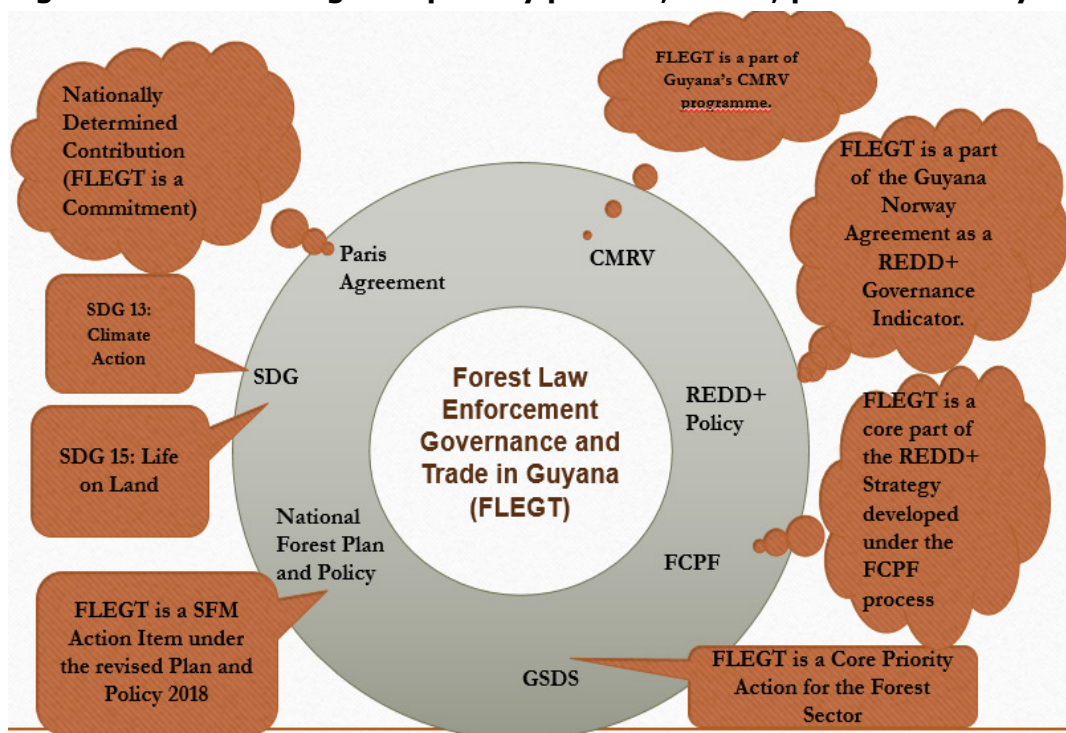 FLEGT is a part of
Guyana's CMRV
programme.
Nationally
Determined
Contribution
(FLEGT is a
Commitment)
FLEGT is a part
of the Guyana
Norway
Agreement as a
REDD+
Governance
Indicator.
Paris
Agreement
CMRV
SDG 13:
Climate
Action
SDG
SDG 15: Life
on Land
Forest Law
Enforcement
Governance and
Trade in Guyana
(FLEGT)
REDD+
Policy
FLEGT is a
core part of
the REDD+
Strategy
developed
under the
FCPF
process
National
Forest Plan
and Policy
FCPF
FLEGT is a SFM
Action Item under
the revised Plan and
Policy 2018
GSDS
FLEGT is a Core Priority
Action for the Forest
Sector